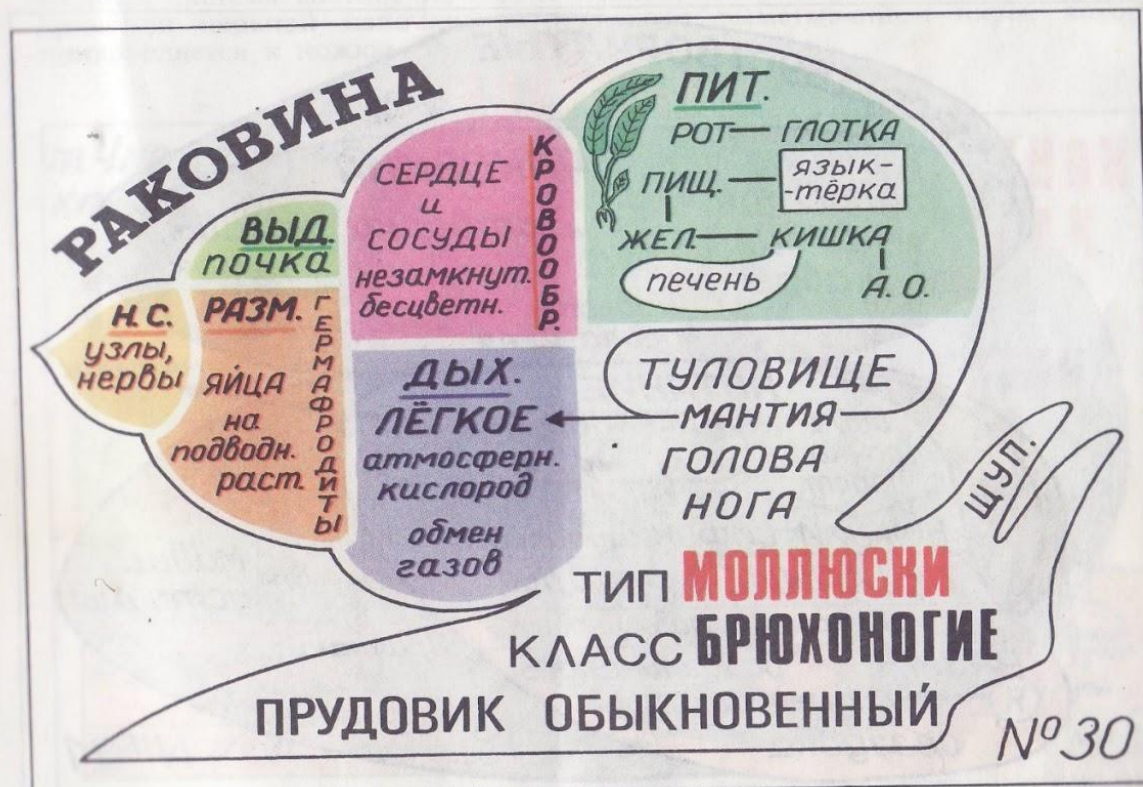 РАКОВИНА
ПИТ.
РОТ — ГЛОТКА
ПИЩ. — ЯЗЫК-
-ТЁРКА
ЖЕЛ. — КИШКА
печень
А. О.
КРОВООБР.
СЕРДЦЕ
и
СОСУДЫ
незамкнут.
бесцветн.
ВЫД.
ПОЧКА
Н.С.
узлы,
нервы
РАЗМ.
ГЕРМАФРОДИТЫ
ЯЙЦА
на
подводн.
раст.
ДЫХ.
ЛЁГКОЕ
атмосферн.
кислород
обмен
газов
ТУЛОВИЩЕ
МАНТИЯ
ГОЛОВА
НОГА
ЩУП.
ТИП МОЛЛЮСКИ
КЛАСС БРЮХОНОГИЕ
ПРУДОВИК ОБЫКНОВЕННЫЙ
№ 30